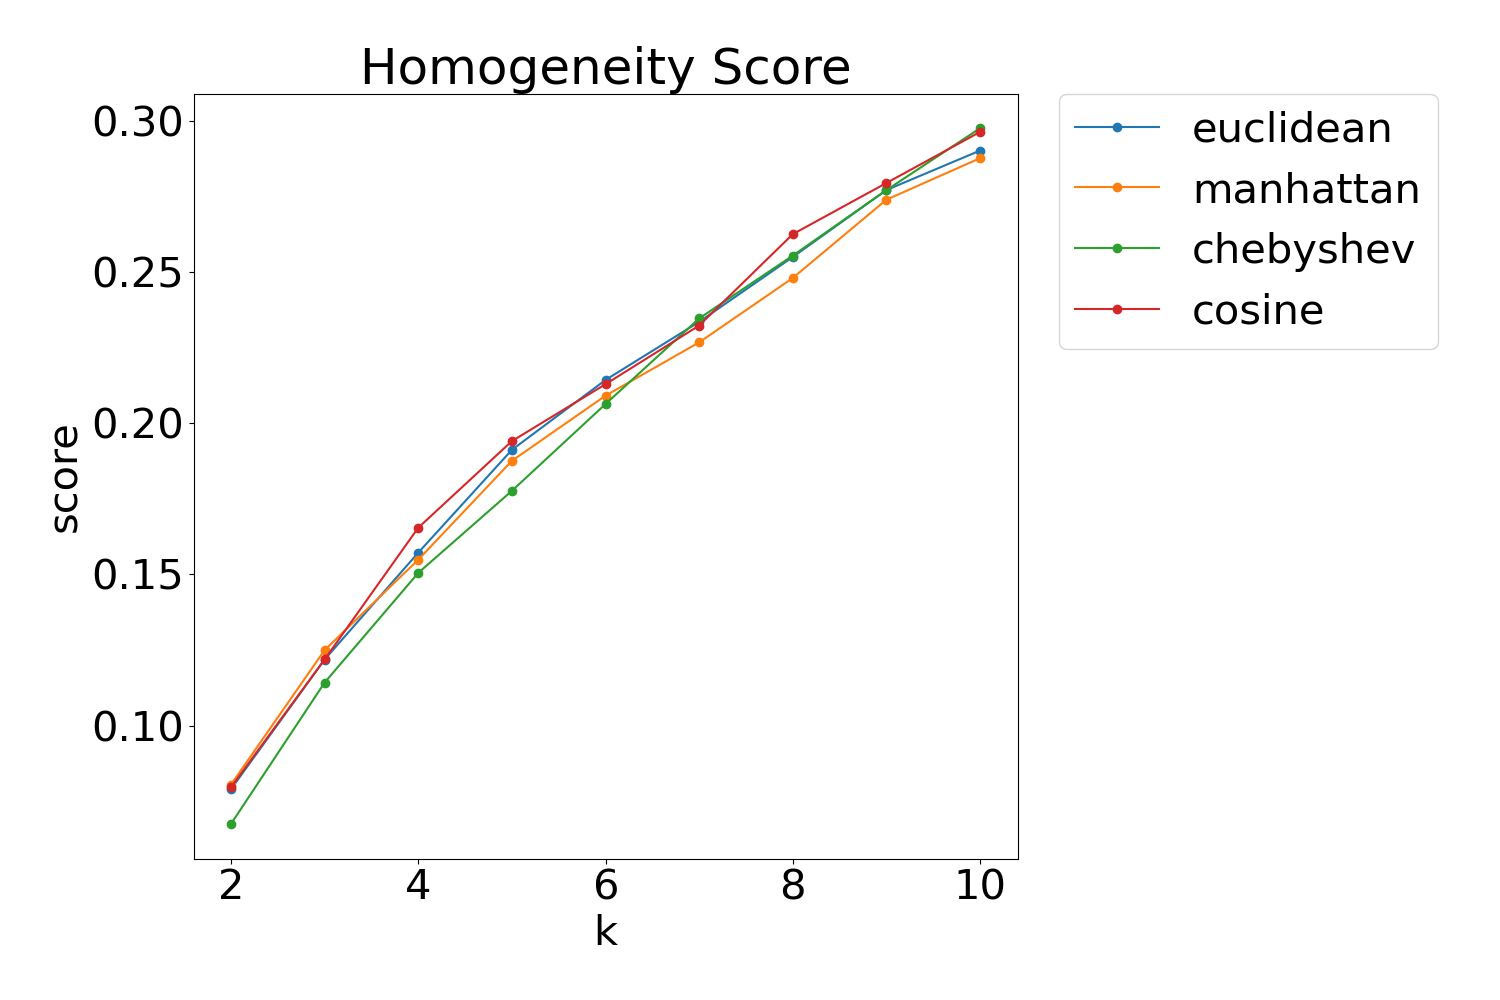 Homogeneity Score
0.30
0.25
0.20
0.15
0.10
score
2 4 6 8 10
k
euclidean
manhattan
chebyshev
cosine